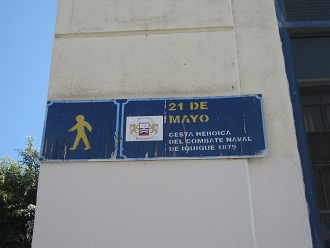 21 DE
MAYO
GESTA HEROICA
DEL COMBATE NAVAL
DE IQUIQUE 1879